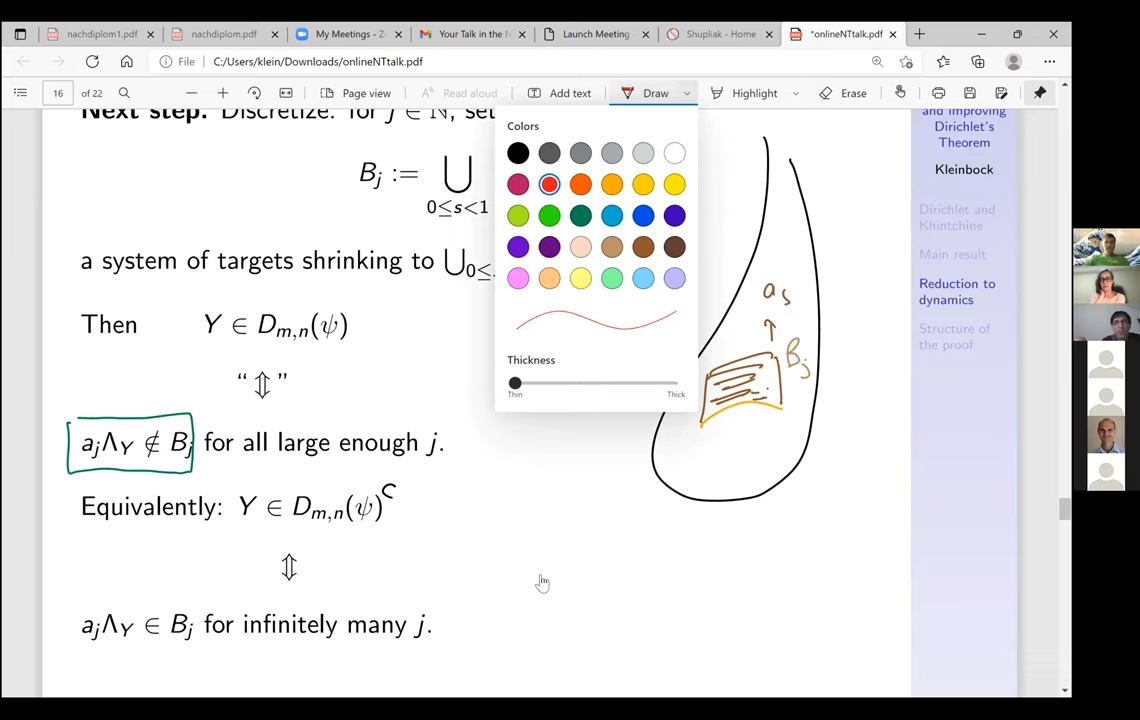 nachdiplom1.pdf
nachdiplom.pdf
My Meetings - Z
Your Talk in the N
Launch Meeting
Shupliak - Home
*onlineNTtalk.pdf
File C:/Users/klein/Downloads/onlineNTtalk.pdf
16 of 22
Page view
Read aloud
Add text
Draw
Highlight
Erase
Next step. Discretize: for j ∈ ℕ, set
B_j := ⋃
0≤s<1
a system of targets shrinking to ⋃_{0≤
Then Y ∈ D_{m,n}(ψ)
“ ⇕ ”
a_jΛ_Y ∉ B_j for all large enough j.
Equivalently: Y ∈ D_{m,n}(ψ)^c
⇕
a_jΛ_Y ∈ B_j for infinitely many j.
Colors
Thickness
Thin Thick
a_s
↑
B_j
and improving
Dirichlet's
Theorem
Kleinbock
Dirichlet and
Khintchine
Main result
Reduction to
dynamics
Structure of
the proof